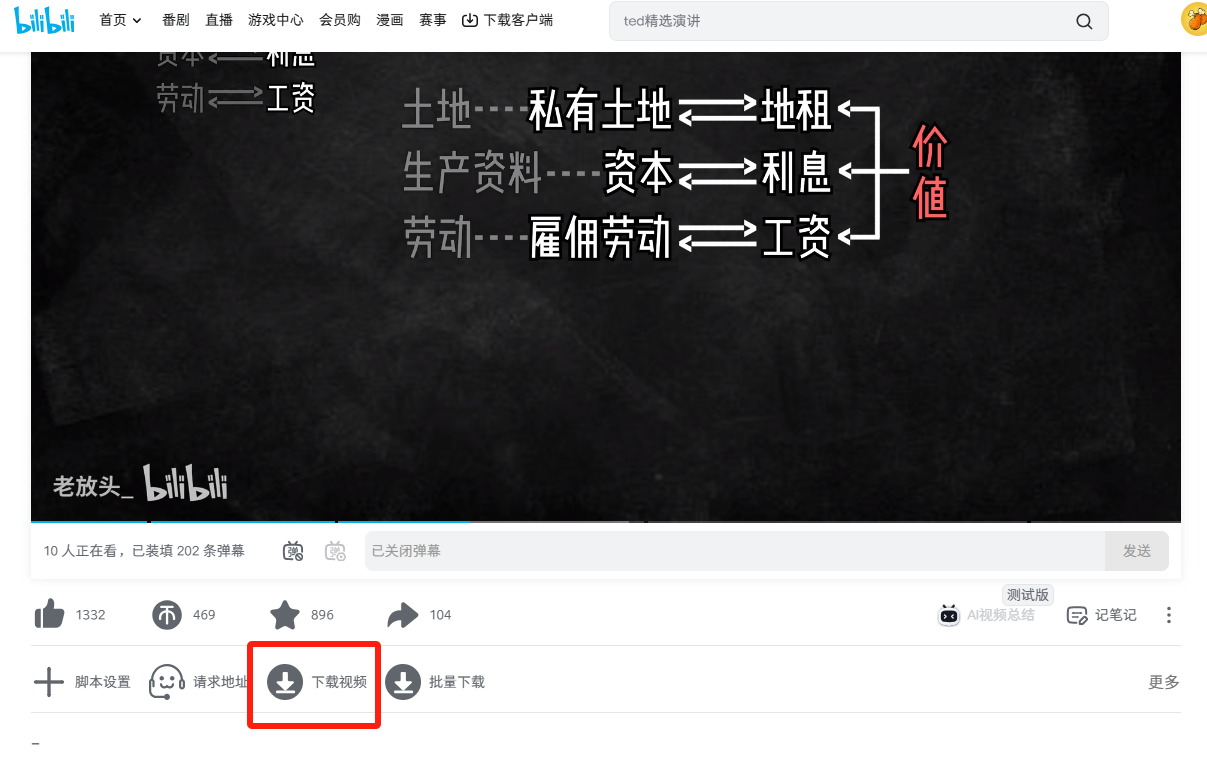 bilibili 首页 番剧 直播 游戏中心 会员购 漫画 赛事 下载客户端 ted精选演讲
资本 利息
劳动 工资
土地 私有土地 地租
生产资料 资本 利息
劳动 雇佣劳动 工资
价值
老放头_ bilibili
10 人正在看，已装填 202 条弹幕 已关闭弹幕 发送
1332 469 896 104 测试版 AI视频总结 记笔记
脚本设置 请求地址 下载视频 批量下载 更多
–